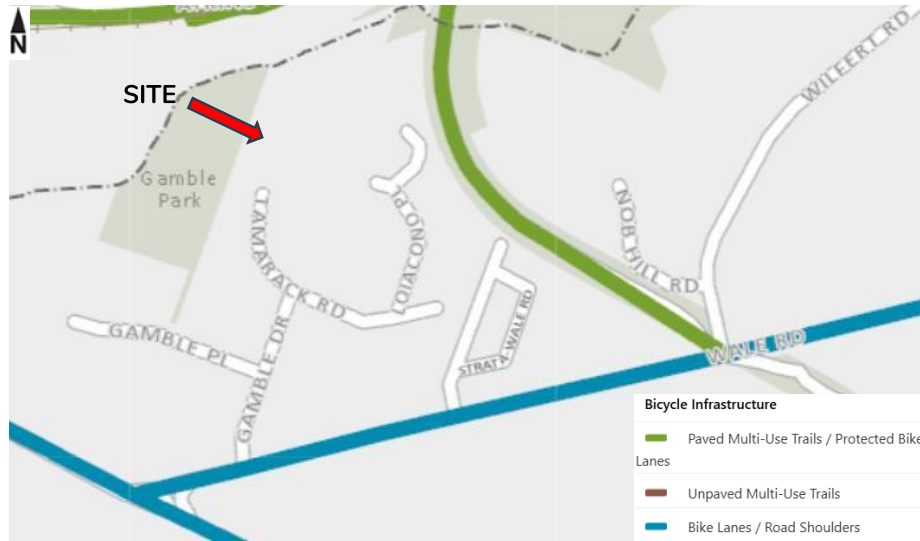 N
SITE
Gamble
Park
WILFERT RD
NOB HILL RD
TAMARACK RD
LOIACONO PL
GAMBLE PL
GAMBLE DR
STRATA-WALE RD
WALE RD
Bicycle Infrastructure
Paved Multi-Use Trails / Protected Bike
Lanes
Unpaved Multi-Use Trails
Bike Lanes / Road Shoulders